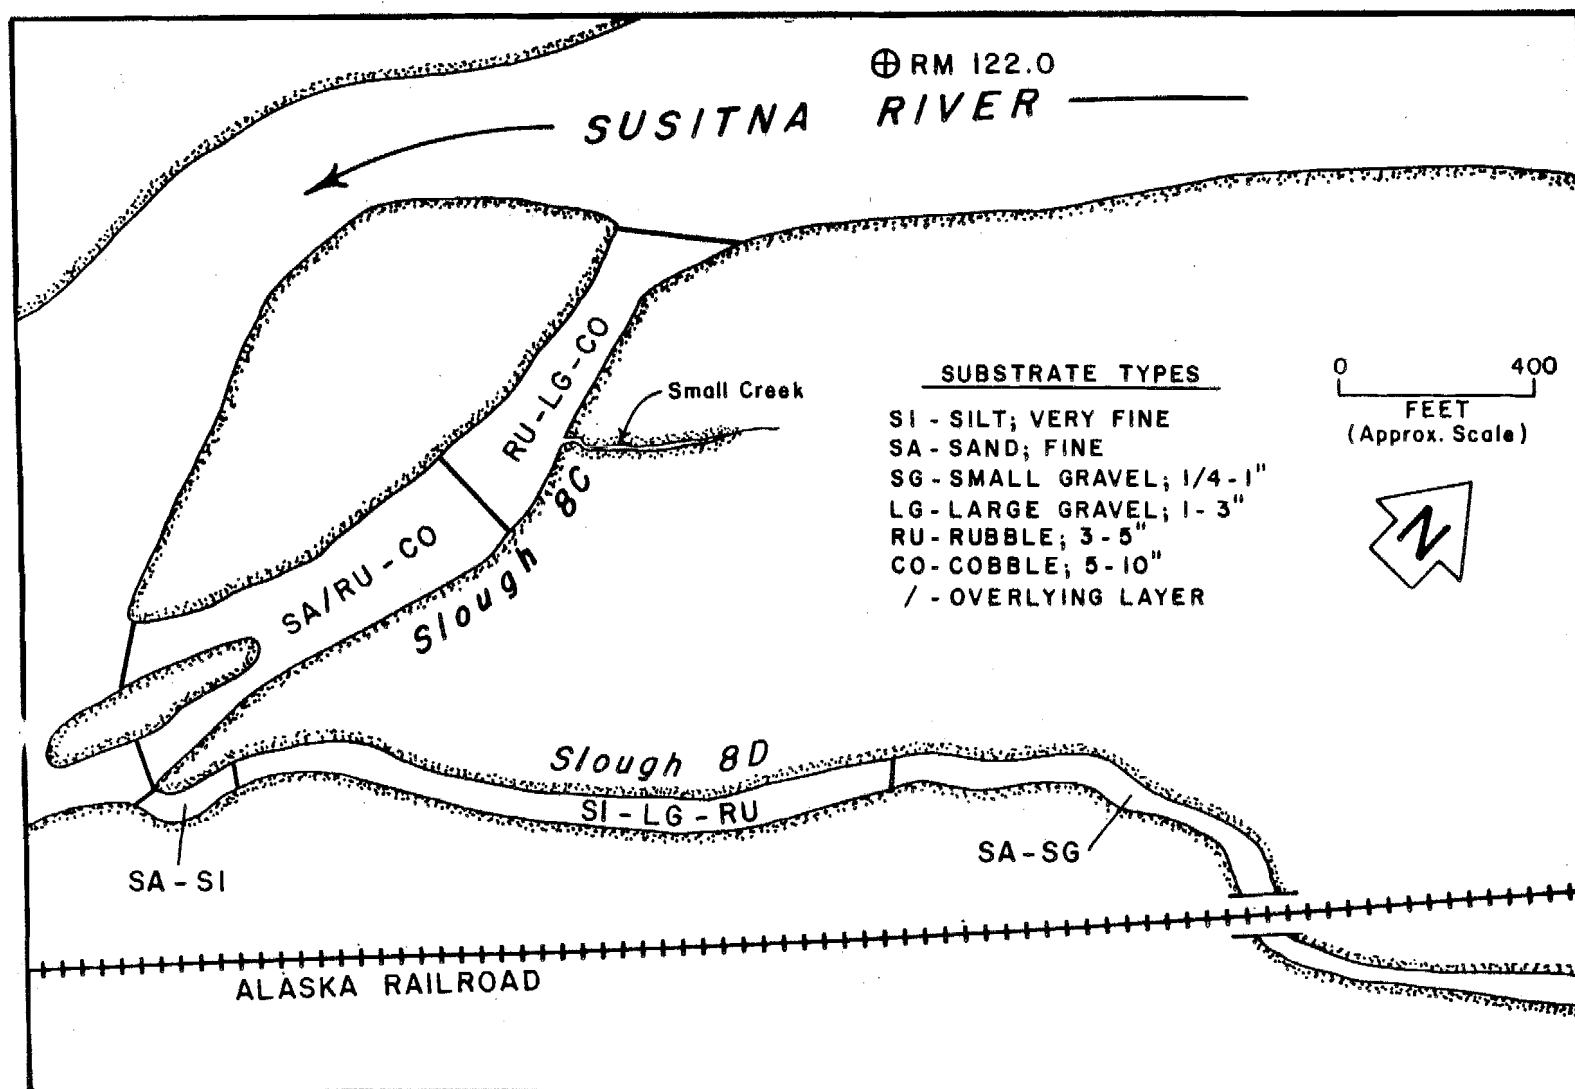 ⊕ RM 122.0
SUSITNA RIVER
RU-LG-CO
Small Creek
SUBSTRATE TYPES
SI - SILT; VERY FINE
SA - SAND; FINE
SG - SMALL GRAVEL; 1/4 - 1"
LG - LARGE GRAVEL; 1 - 3"
RU - RUBBLE; 3 - 5"
CO - COBBLE; 5 - 10"
/ - OVERLYING LAYER
0 400
FEET
(Approx. Scale)
N
SA/RU-CO
Slough 8C
Slough 8D
SI-LG-RU
SA-SG
SA-SI
ALASKA RAILROAD